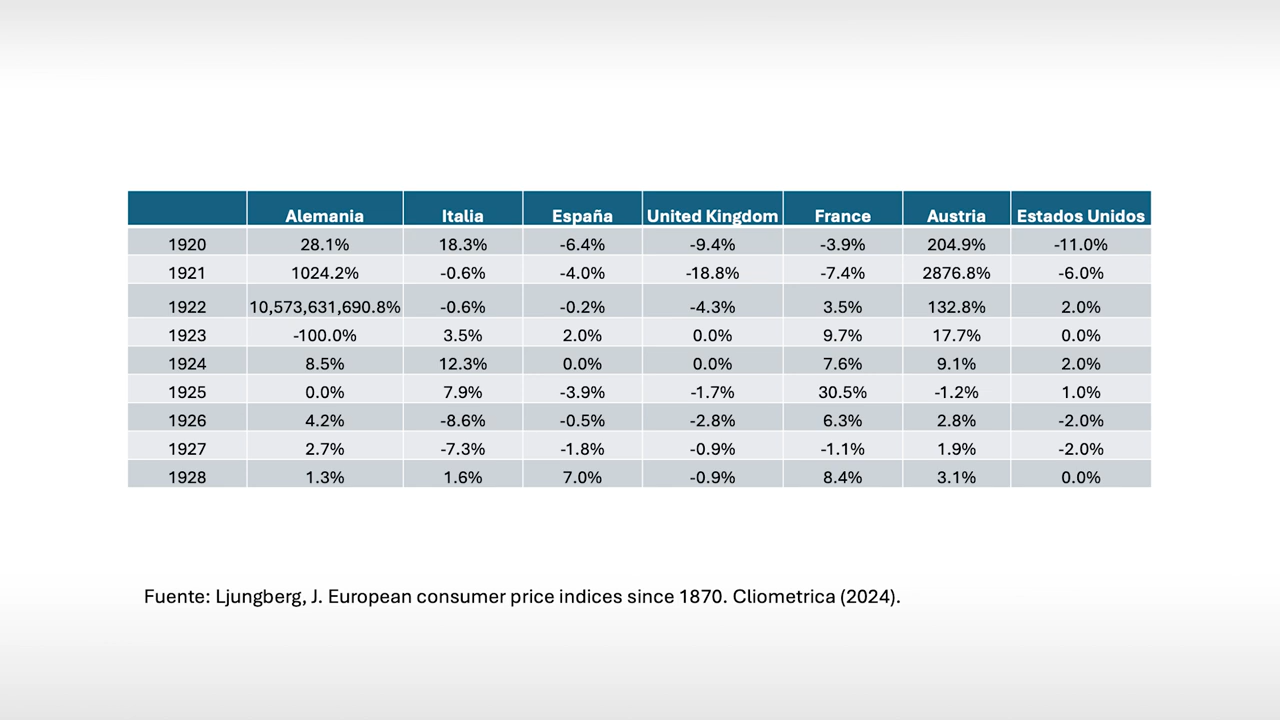 Alemania Italia España United Kingdom France Austria Estados Unidos
1920 28.1% 18.3% -6.4% -9.4% -3.9% 204.9% -11.0%
1921 1024.2% -0.6% -4.0% -18.8% -7.4% 2876.8% -6.0%
1922 10,573,631,690.8% -0.6% -0.2% -4.3% 3.5% 132.8% 2.0%
1923 -100.0% 3.5% 2.0% 0.0% 9.7% 17.7% 0.0%
1924 8.5% 12.3% 0.0% 0.0% 7.6% 9.1% 2.0%
1925 0.0% 7.9% -3.9% -1.7% 30.5% -1.2% 1.0%
1926 4.2% -8.6% -0.5% -2.8% 6.3% 2.8% -2.0%
1927 2.7% -7.3% -1.8% -0.9% -1.1% 1.9% -2.0%
1928 1.3% 1.6% 7.0% -0.9% 8.4% 3.1% 0.0%
Fuente: Ljungberg, J. European consumer price indices since 1870. Cliometrica (2024).